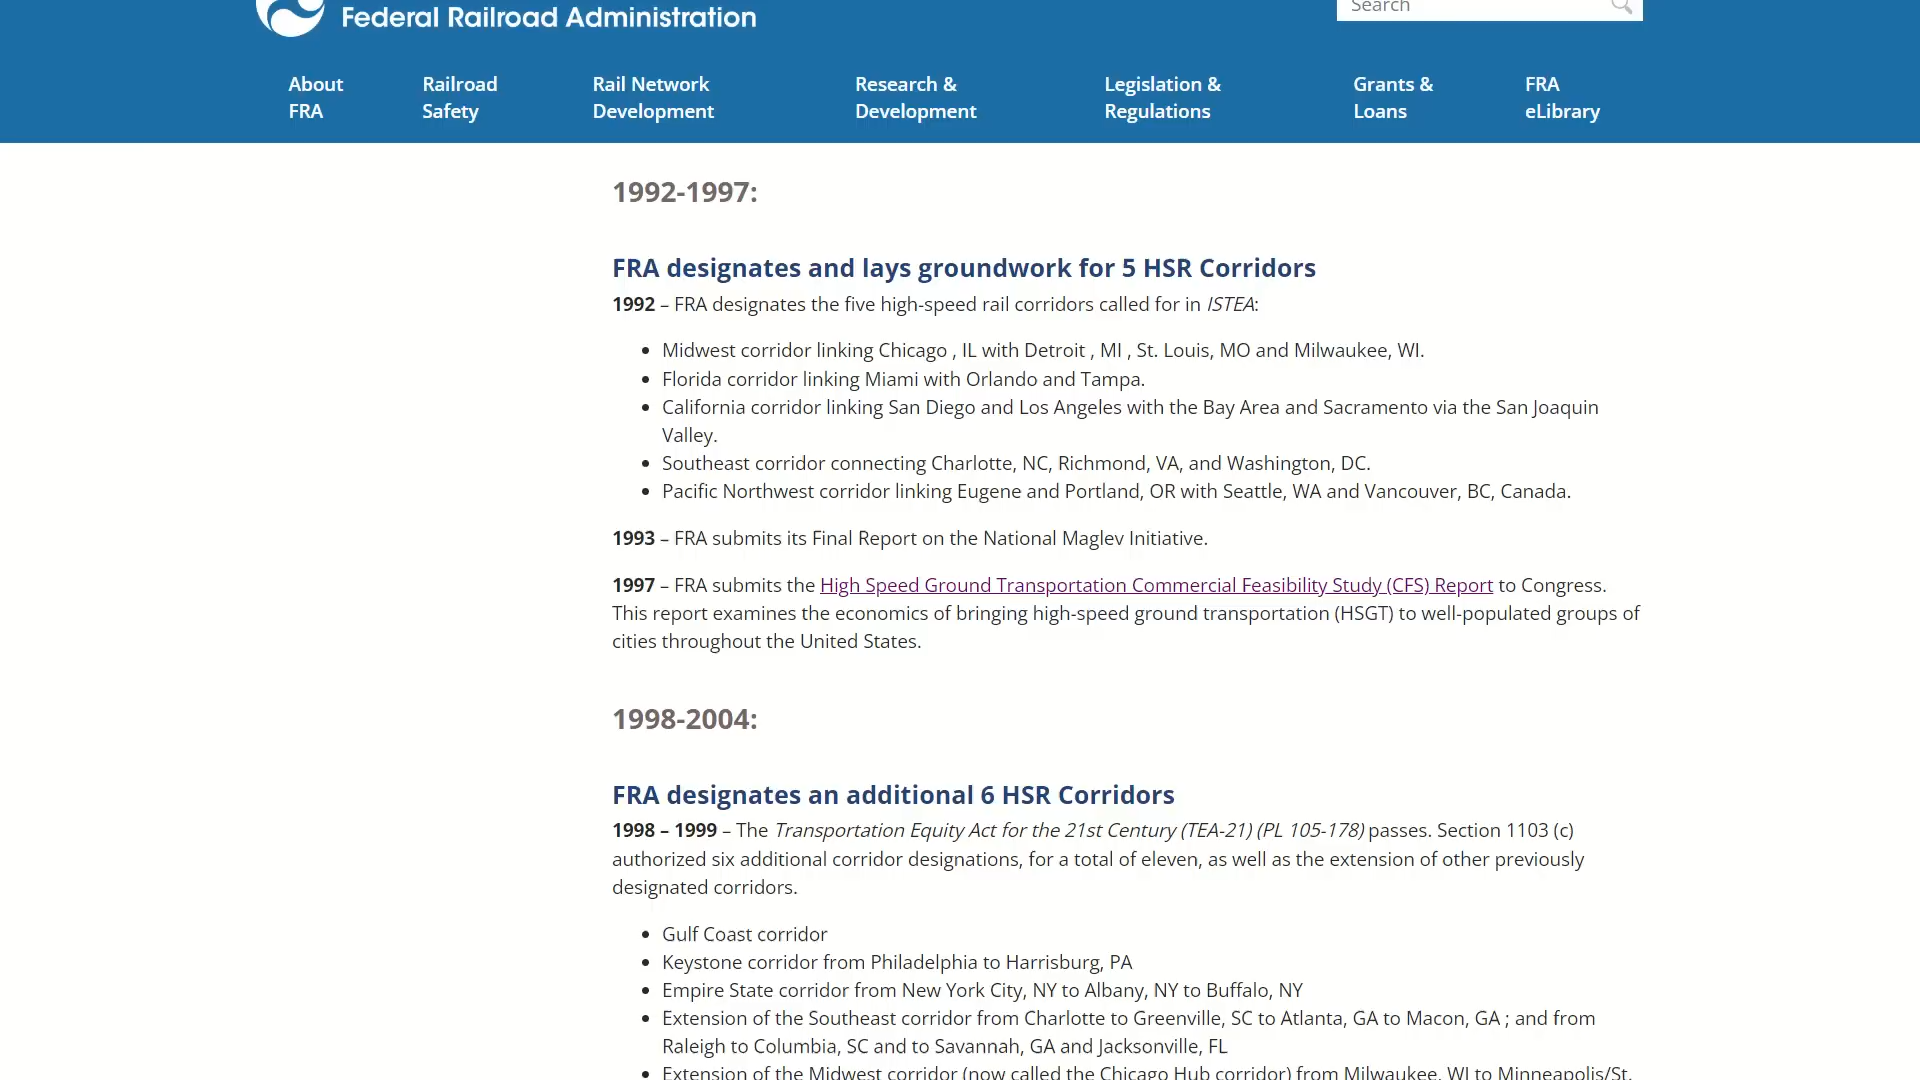 Federal Railroad Administration
Search
About FRA
Railroad Safety
Rail Network Development
Research & Development
Legislation & Regulations
Grants & Loans
FRA eLibrary
1992-1997:
FRA designates and lays groundwork for 5 HSR Corridors
1992 – FRA designates the five high-speed rail corridors called for in ISTEA:
Midwest corridor linking Chicago , IL with Detroit , MI , St. Louis, MO and Milwaukee, WI.
Florida corridor linking Miami with Orlando and Tampa.
California corridor linking San Diego and Los Angeles with the Bay Area and Sacramento via the San Joaquin
Valley.
Southeast corridor connecting Charlotte, NC, Richmond, VA, and Washington, DC.
Pacific Northwest corridor linking Eugene and Portland, OR with Seattle, WA and Vancouver, BC, Canada.
1993 – FRA submits its Final Report on the National Maglev Initiative.
1997 – FRA submits the High Speed Ground Transportation Commercial Feasibility Study (CFS) Report to Congress.
This report examines the economics of bringing high-speed ground transportation (HSGT) to well-populated groups of
cities throughout the United States.
1998-2004:
FRA designates an additional 6 HSR Corridors
1998 – 1999 – The Transportation Equity Act for the 21st Century (TEA-21) (PL 105-178) passes. Section 1103 (c)
authorized six additional corridor designations, for a total of eleven, as well as the extension of other previously
designated corridors.
Gulf Coast corridor
Keystone corridor from Philadelphia to Harrisburg, PA
Empire State corridor from New York City, NY to Albany, NY to Buffalo, NY
Extension of the Southeast corridor from Charlotte to Greenville, SC to Atlanta, GA to Macon, GA ; and from
Raleigh to Columbia, SC and to Savannah, GA and Jacksonville, FL
Extension of the Midwest corridor (now called the Chicago Hub corridor) from Milwaukee, WI to Minneapolis/St.